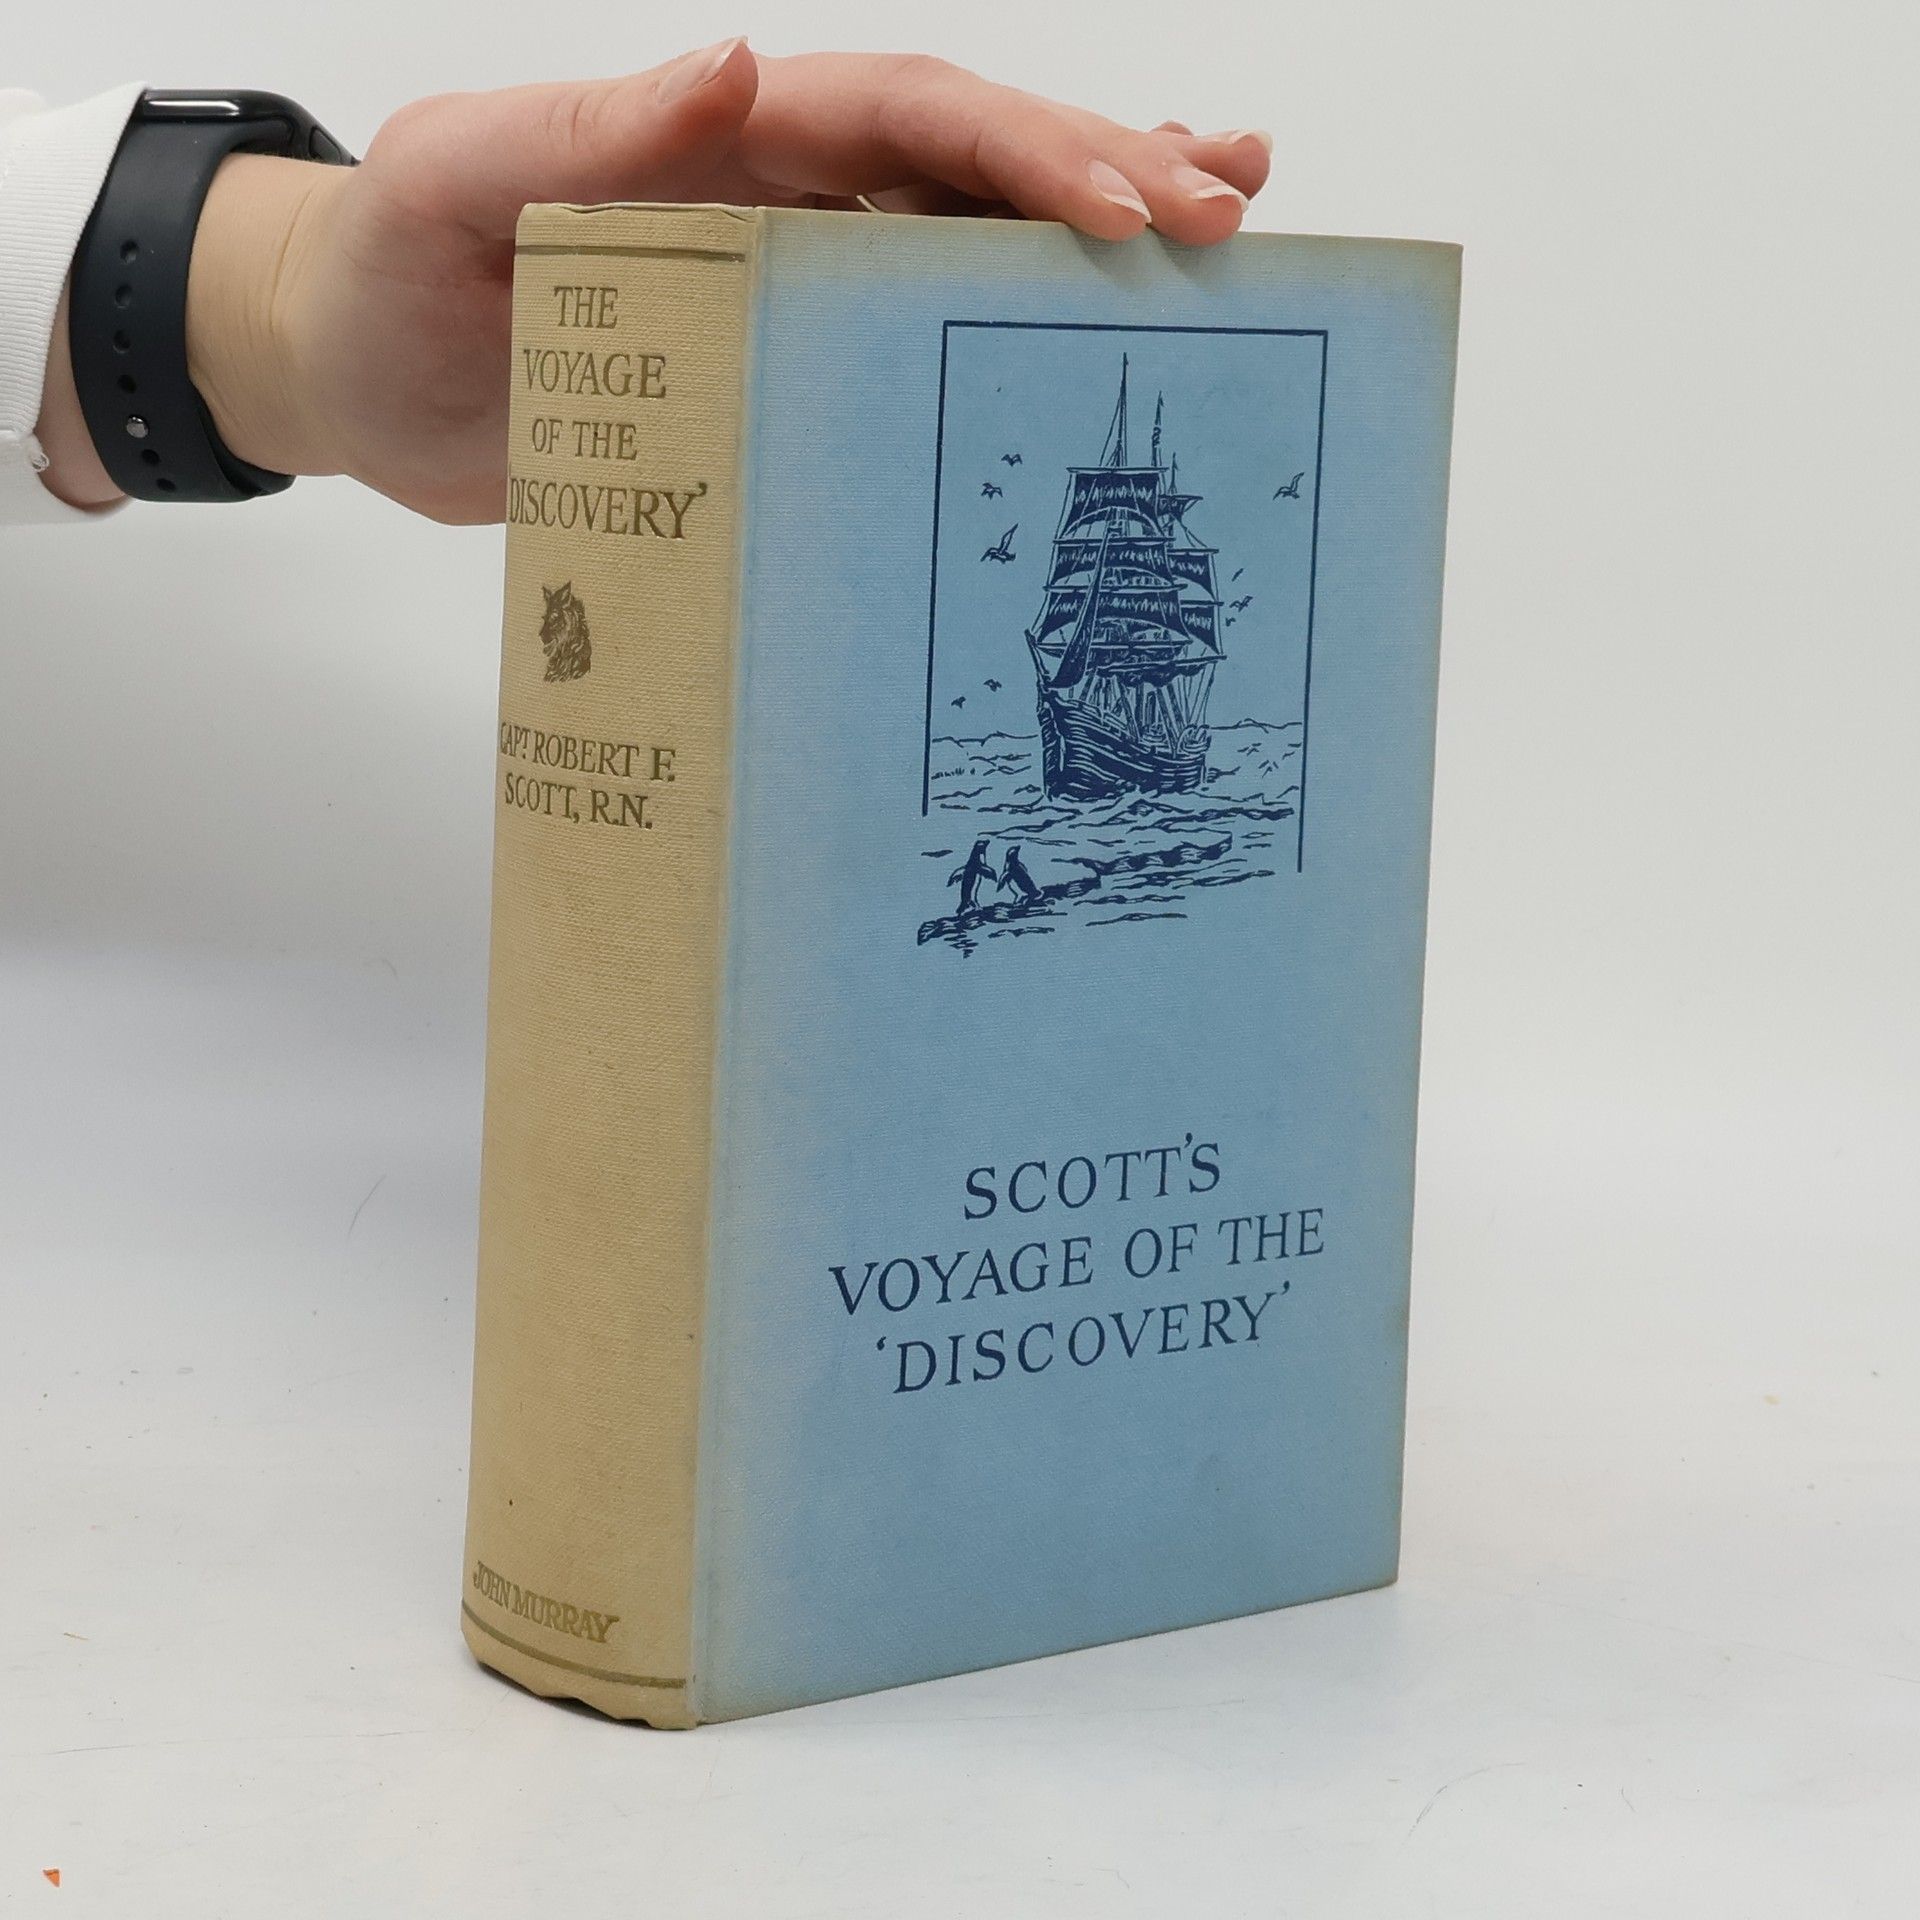 THE
VOYAGE
OF THE
'DISCOVERY'
CAPT. ROBERT F.
SCOTT, R.N.
JOHN MURRAY
SCOTT'S
VOYAGE OF THE
'DISCOVERY'